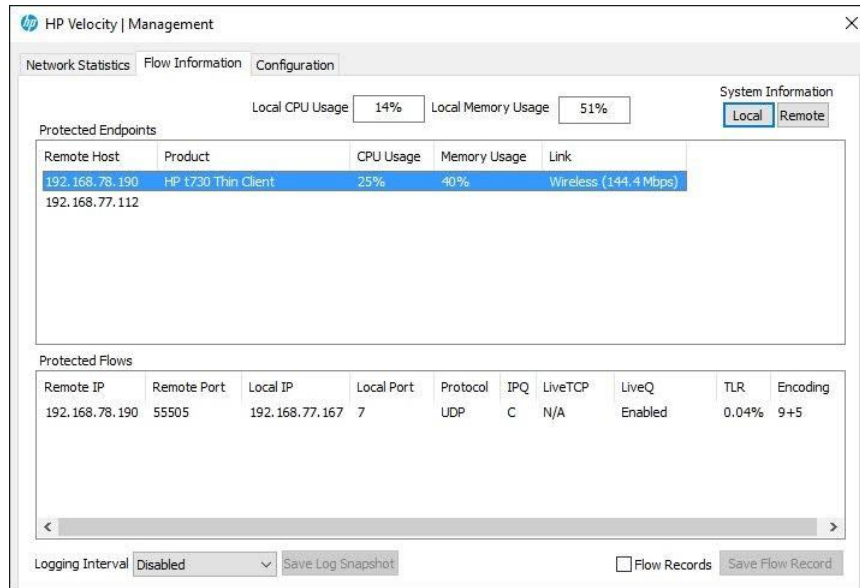 hp HP Velocity | Management
Network Statistics Flow Information Configuration
System Information
Local CPU Usage 14% Local Memory Usage 51% Local Remote
Protected Endpoints
Remote Host Product CPU Usage Memory Usage Link
192.168.78.190 HP t730 Thin Client 25% 40% Wireless (144.4 Mbps)
192.168.77.112
Protected Flows
Remote IP Remote Port Local IP Local Port Protocol IPQ LiveTCP LiveQ TLR Encoding
192.168.78.190 55505 192.168.77.167 7 UDP C N/A Enabled 0.04% 9+5
Logging Interval Disabled Save Log Snapshot Flow Records Save Flow Record